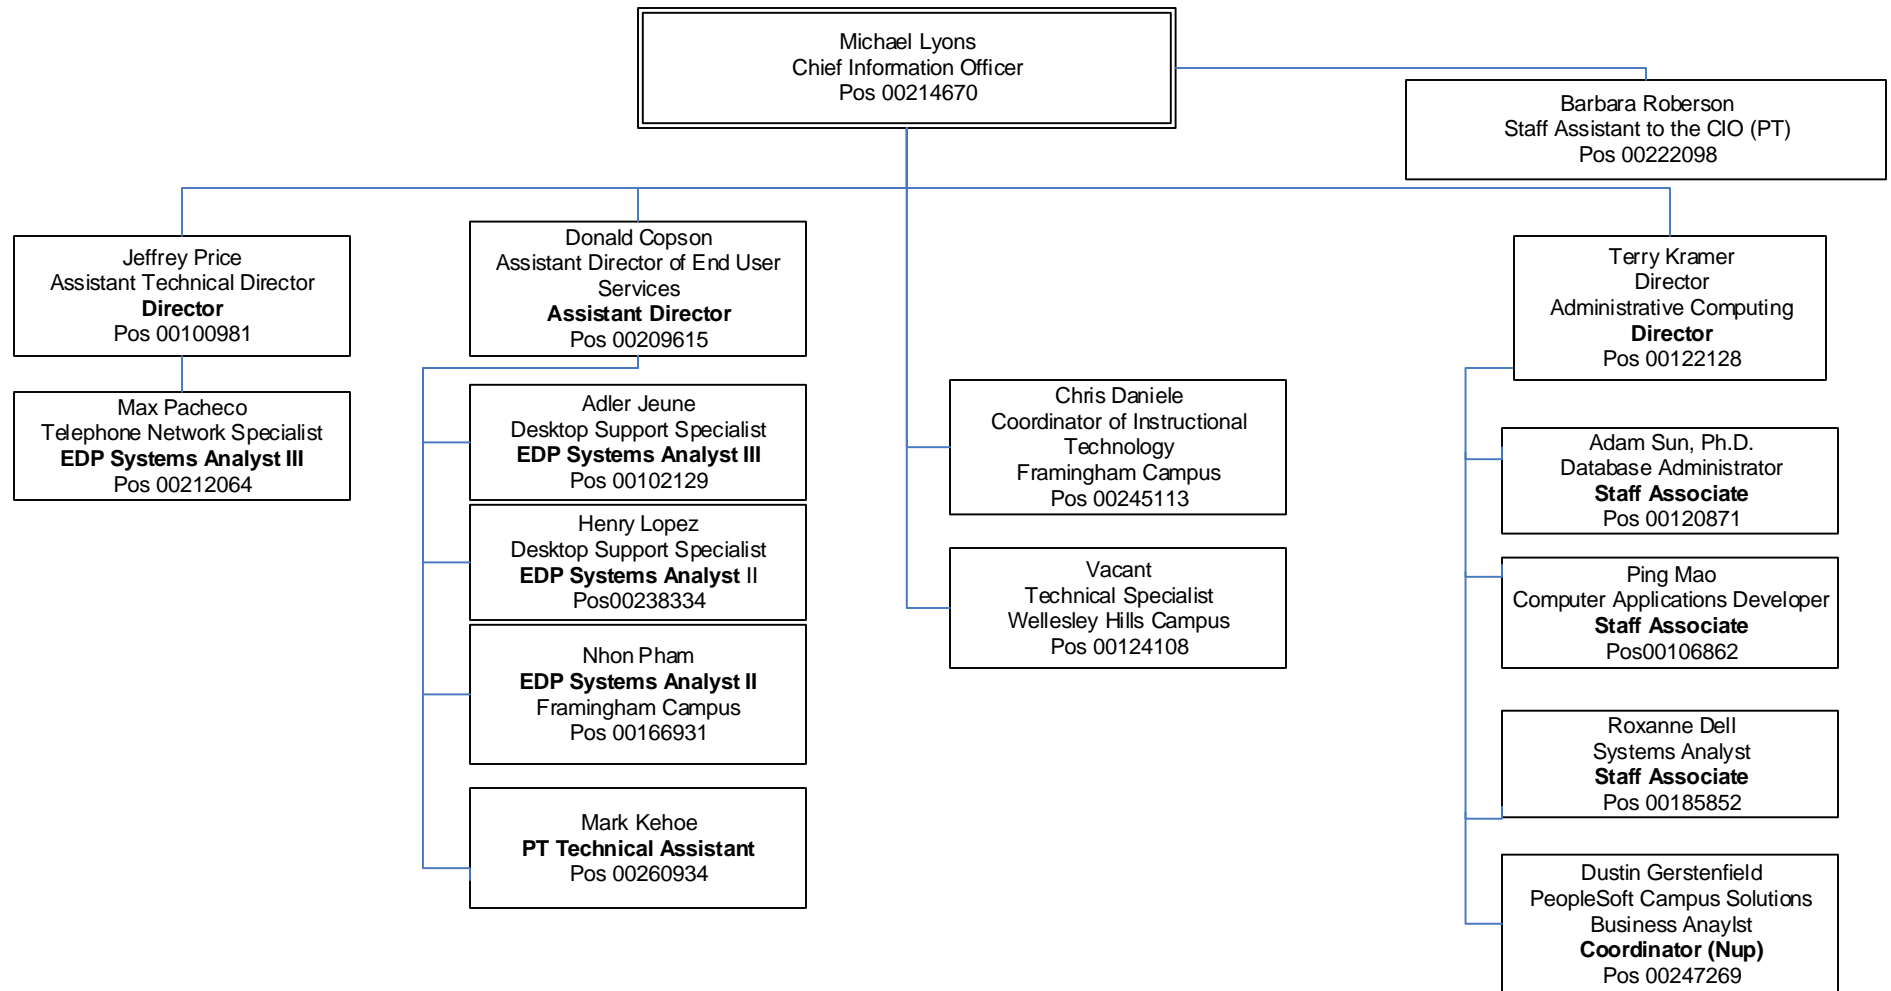 Michael Lyons
Chief Information Officer
Pos 00214670
Barbara Roberson
Staff Assistant to the CIO (PT)
Pos 00222098
Jeffrey Price
Assistant Technical Director
Director
Pos 00100981
Max Pacheco
Telephone Network Specialist
EDP Systems Analyst III
Pos 00212064
Donald Copson
Assistant Director of End User
Services
Assistant Director
Pos 00209615
Adler Jeune
Desktop Support Specialist
EDP Systems Analyst III
Pos 00102129
Henry Lopez
Desktop Support Specialist
EDP Systems Analyst II
Pos00238334
Nhon Pham
EDP Systems Analyst II
Framingham Campus
Pos 00166931
Mark Kehoe
PT Technical Assistant
Pos 00260934
Chris Daniele
Coordinator of Instructional
Technology
Framingham Campus
Pos 00245113
Vacant
Technical Specialist
Wellesley Hills Campus
Pos 00124108
Terry Kramer
Director
Administrative Computing
Director
Pos 00122128
Adam Sun, Ph.D.
Database Administrator
Staff Associate
Pos 00120871
Ping Mao
Computer Applications Developer
Staff Associate
Pos00106862
Roxanne Dell
Systems Analyst
Staff Associate
Pos 00185852
Dustin Gerstenfield
PeopleSoft Campus Solutions
Business Anaylst
Coordinator (Nup)
Pos 00247269